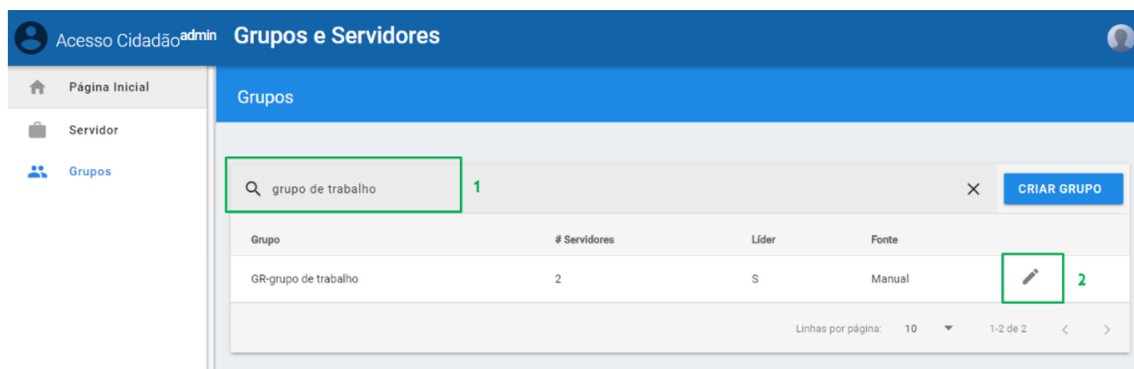 Acesso Cidadão admin Grupos e Servidores
Página Inicial
Grupos
Servidor
Grupos
grupo de trabalho 1
CRIAR GRUPO
Grupo # Servidores Líder Fonte
GR-grupo de trabalho 2 S Manual 2
Linhas por página: 10 1-2 de 2